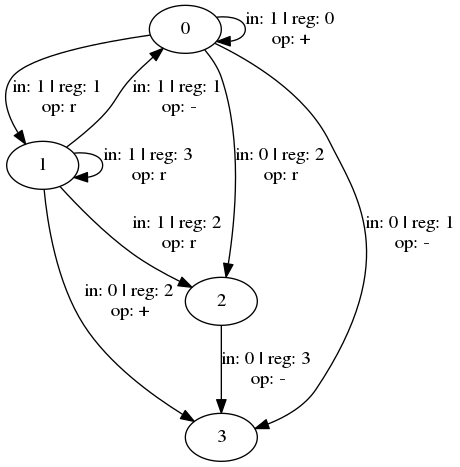 0
in: 1 | reg: 0
op: +
in: 1 | reg: 1
op: r
in: 1 | reg: 1
op: -
1
in: 1 | reg: 3
op: r
in: 0 | reg: 2
op: r
in: 1 | reg: 2
op: r
in: 0 | reg: 1
op: -
in: 0 | reg: 2
op: +
2
in: 0 | reg: 3
op: -
3